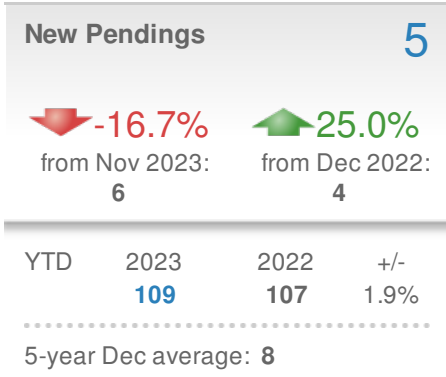 New Pendings 5
-16.7% 25.0%
from Nov 2023: from Dec 2022:
6 4
YTD 2023 2022 +/-
109 107 1.9%
5-year Dec average: 8